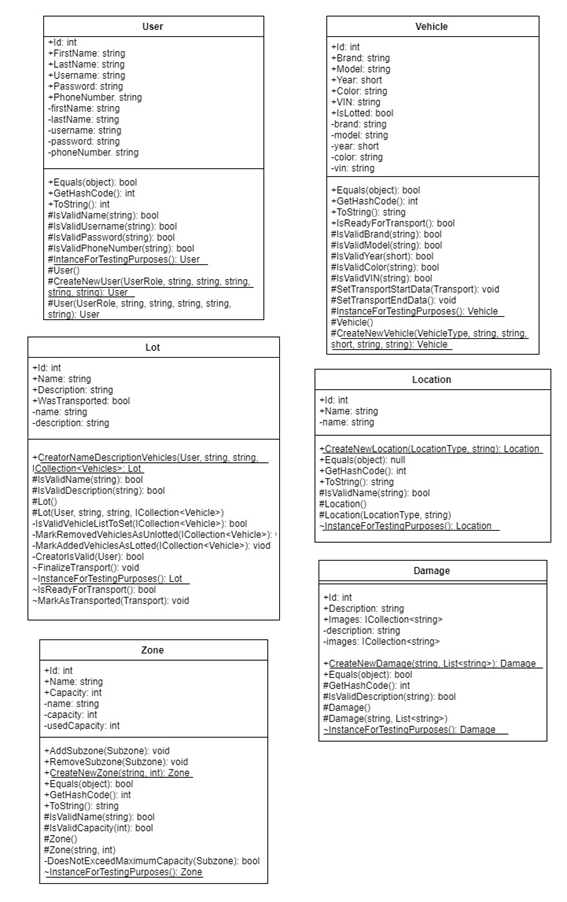 User
+Id: int
+FirstName: string
+LastName: string
+Username: string
+Password: string
+PhoneNumber: string
-firstName: string
-lastName: string
-username: string
-password: string
-phoneNumber: string
+Equals(object): bool
+GetHashCode(): int
+ToString(): int
#IsValidName(string): bool
#IsValidUsername(string): bool
#IsValidPassword(string): bool
#IsValidPhoneNumber(string): bool
#IntanceForTestingPurposes(): User
#User()
#CreateNewUser(UserRole, string, string, string,
string, string): User
#User(UserRole, string, string, string, string,
string): User
Vehicle
+Id: int
+Brand: string
+Model: string
+Year: short
+Color: string
+VIN: string
+IsLotted: bool
-brand: string
-model: string
-year: short
-color: string
-vin: string
+Equals(object): bool
+GetHashCode(): int
+ToString(): string
+IsReadyForTransport(): bool
#IsValidBrand(string): bool
#IsValidModel(string): bool
#IsValidYear(short): bool
#IsValidColor(string): bool
#IsValidVIN(string): bool
#SetTransportStartData(Transport): void
#SetTransportEndData(): void
#InstanceForTestingPurposes(): Vehicle
#Vehicle()
#CreateNewVehicle(VehicleType, string, string,
short, string, string): Vehicle
Lot
+Id: int
+Name: string
+Description: string
+WasTransported: bool
-name: string
-description: string
+CreatorNameDescriptionVehicles(User, string, string,
ICollection<Vehicles>: Lot
#IsValidName(string): bool
#IsValidDescription(string): bool
#Lot()
#Lot(User, string, string, ICollection<Vehicle>)
-IsValidVehicleListToSet(ICollection<Vehicle>): bool
-MarkRemovedVehiclesAsUnlotted(ICollection<Vehicle>):
-MarkAddedVehiclesAsLotted(ICollection<Vehicle>): viod
-CreatorIsValid(User): bool
~FinalizeTransport(): void
~InstanceForTestingPurposes(): Lot
~IsReadyForTransport(): bool
~MarkAsTransported(Transport): void
Location
+Id: int
+Name: string
-name: string
+CreateNewLocation(LocationType, string): Location
+Equals(object): null
+GetHashCode(): int
+ToString(): string
#IsValidName(string): bool
#Location()
#Location(LocationType, string)
~InstanceForTestingPurposes(): Location
Damage
+Id: int
+Description: string
+Images: ICollection<string>
-description: string
-images: ICollection<string>
+CreateNewDamage(string, List<string>): Damage
+Equals(object): bool
#GetHashCode(): int
#IsValidDescription(string): bool
#Damage()
#Damage(string, List<string>)
~InstanceForTestingPurposes(): Damage
Zone
+Id: int
+Name: string
+Capacity: int
-name: string
-capacity: int
-usedCapacity: int
+AddSubzone(Subzone): void
+RemoveSubzone(Subzone): void
+CreateNewZone(string, int): Zone
+Equals(object): bool
+GetHashCode(): int
+ToString(): string
#IsValidName(string): bool
#IsValidCapacity(int): bool
#Zone()
#Zone(string, int)
-DoesNotExceedMaximumCapacity(Subzone): bool
~InstanceForTestingPurposes(): Zone